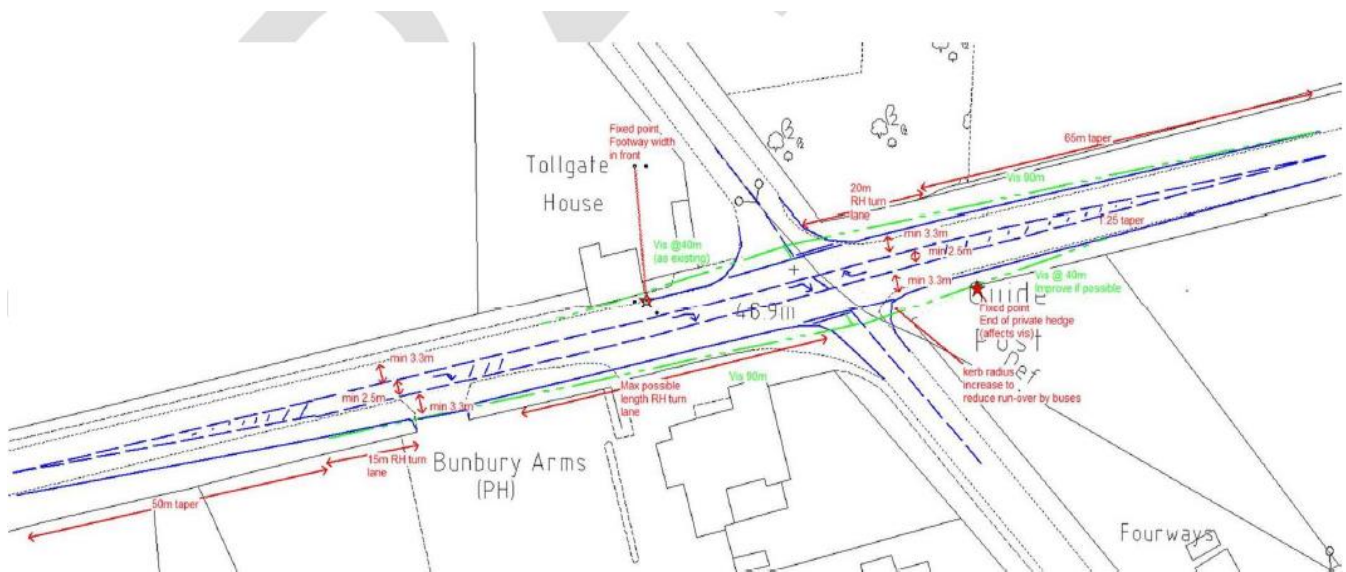 Fixed point,
Footway width
in front
Tollgate
House
Vis @40m
(as existing)
20m
RH turn
lane
65m taper
Vis 90m
1:25 taper
min 3.3m
min 2.5m
min 3.3m
Vis @ 40m
Improve if possible
Guide
Fixed point
End of private hedge
(affects vis)
Post
kerb radius
increase to
reduce run-over by buses
46.9m
min 3.3m
min 2.5m
min 3.3m
Max possible
length RH turn
lane
Vis 90m
15m RH turn
lane
50m taper
Bunbury Arms
(PH)
Fourways